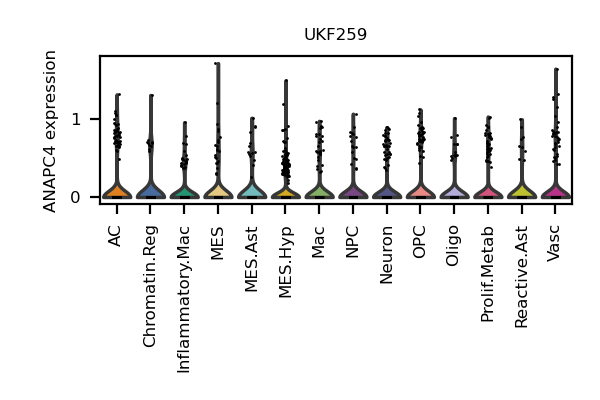 UKF259
ANAPC4 expression
1
0
AC
Chromatin.Reg
Inflammatory.Mac
MES
MES.Ast
MES.Hyp
Mac
NPC
Neuron
OPC
Oligo
Prolif.Metab
Reactive.Ast
Vasc